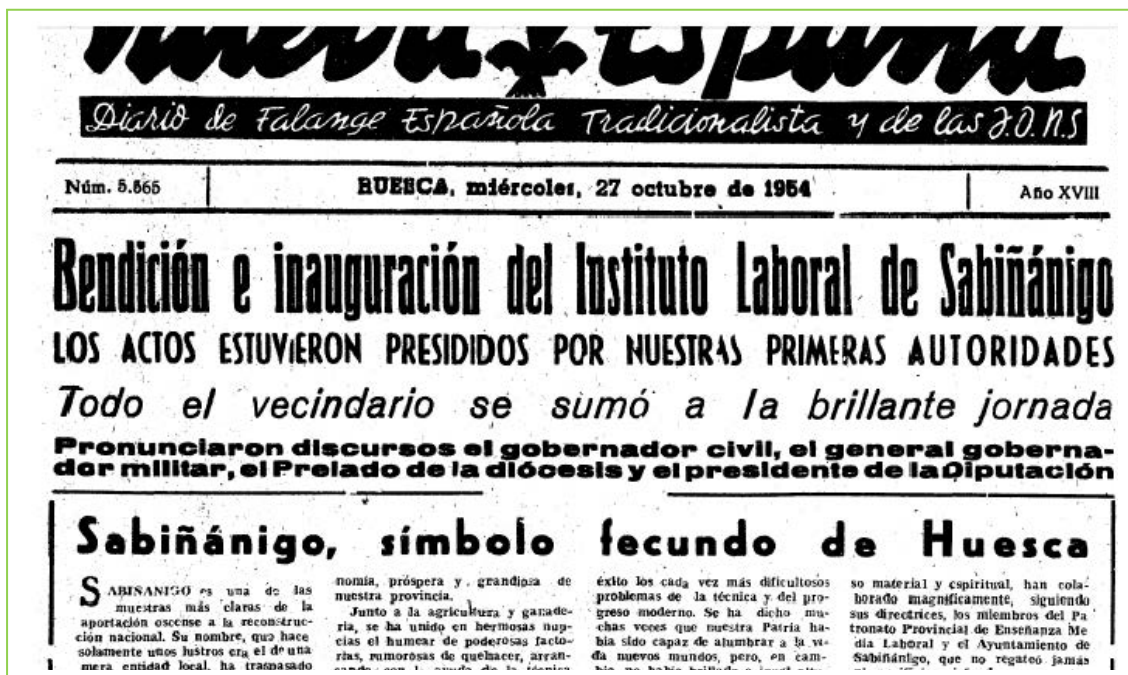 Nueva España
Diario de Falange Española Tradicionalista y de las J.O.N.S
Núm. 5.565
HUESCA, miércoles, 27 octubre de 1954
Año XVIII
Bendición e inauguración del Instituto Laboral de Sabiñánigo
LOS ACTOS ESTUVIERON PRESIDIDOS POR NUESTRAS PRIMERAS AUTORIDADES
Todo el vecindario se sumó a la brillante jornada
Pronunciaron discursos el gobernador civil, el general goberna-
dor militar, el Prelado de la diócesis y el presidente de la Diputación
Sabiñánigo, símbolo fecundo de Huesca
SABIÑANIGO es una de las
muestras más claras de la
aportación oscense a la reconstruc-
ción nacional. Su nombre, que hace
solamente unos lustros era el de una
mera entidad local, ha traspasado
nomía, próspera y grandiosa de
nuestra provincia.
Junto a la agricultura y ganade-
ría, se ha unido en hermosas nup-
cias el humear de poderosas facto-
rías, rumorosas de quehacer, arran-
éxito los cada vez más dificultosos
problemas de la técnica y del pro-
greso moderno. Se ha dicho mu-
chas veces que nuestra Patria ha-
bía sido capaz de alumbrar a la vi-
da nuevos mundos, pero, en cam-
so material y espiritual, han cola-
borado magníficamente, siguiendo
sus directrices, los miembros del Pa
tronato Provincial de Enseñanza Me
dia Laboral y el Ayuntamiento de
Sabiñánigo, que no regateó jamás